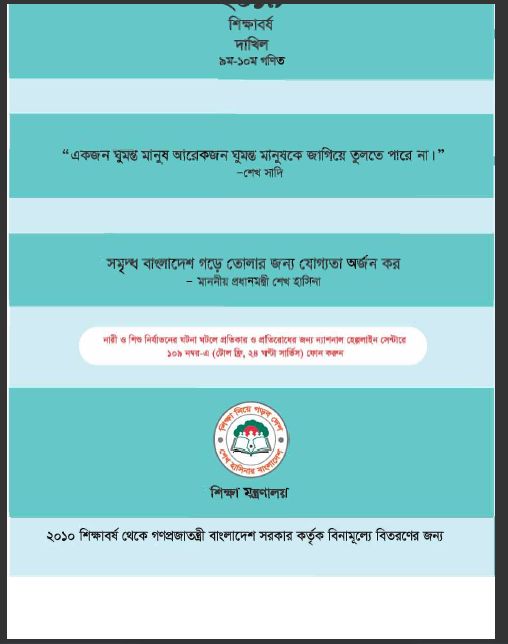 ২০১৯
শিক্ষাবর্ষ
দাখিল
৯ম-১০ম গণিত
“একজন ঘুমন্ত মানুষ আরেকজন ঘুমন্ত মানুষকে জাগিয়ে তুলতে পারে না।”
–শেখ সাদি
সমৃদ্ধ বাংলাদেশ গড়ে তোলার জন্য যোগ্যতা অর্জন কর
– মাননীয় প্রধানমন্ত্রী শেখ হাসিনা
নারী ও শিশু নির্যাতনের ঘটনা ঘটলে প্রতিকার ও প্রতিরোধের জন্য ন্যাশনাল হেল্পলাইন সেন্টারে
১০৯ নম্বর-এ (টোল ফ্রি, ২৪ ঘণ্টা সার্ভিস) ফোন করুন
শিক্ষা নিয়ে গড়ব দেশ
শেখ হাসিনার বাংলাদেশ
শিক্ষা মন্ত্রণালয়
২০১০ শিক্ষাবর্ষ থেকে গণপ্রজাতন্ত্রী বাংলাদেশ সরকার কর্তৃক বিনামূল্যে বিতরণের জন্য